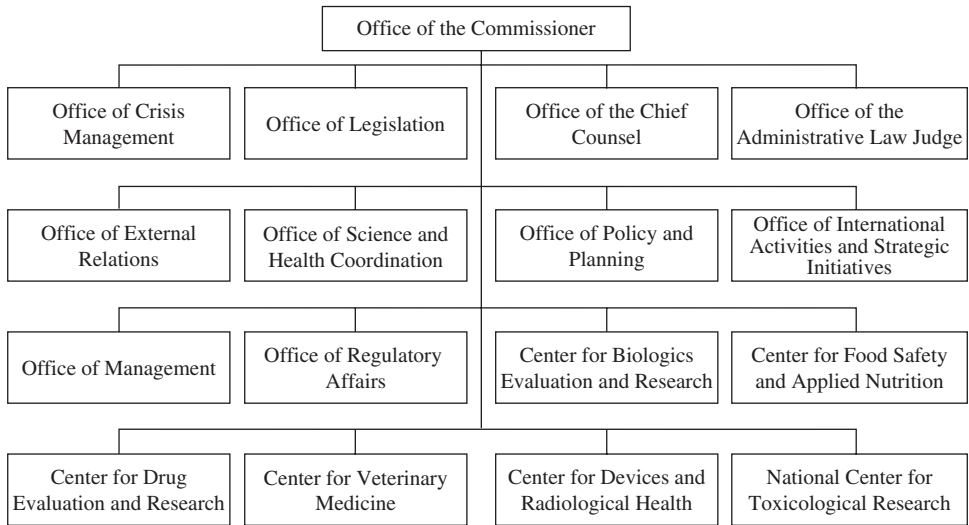 Office of the Commissioner
Office of Crisis
Management
Office of Legislation
Office of the Chief
Counsel
Office of the
Administrative Law Judge
Office of External
Relations
Office of Science and
Health Coordination
Office of Policy and
Planning
Office of International
Activities and Strategic
Initiatives
Office of Management
Office of Regulatory
Affairs
Center for Biologics
Evaluation and Research
Center for Food Safety
and Applied Nutrition
Center for Drug
Evaluation and Research
Center for Veterinary
Medicine
Center for Devices and
Radiological Health
National Center for
Toxicological Research